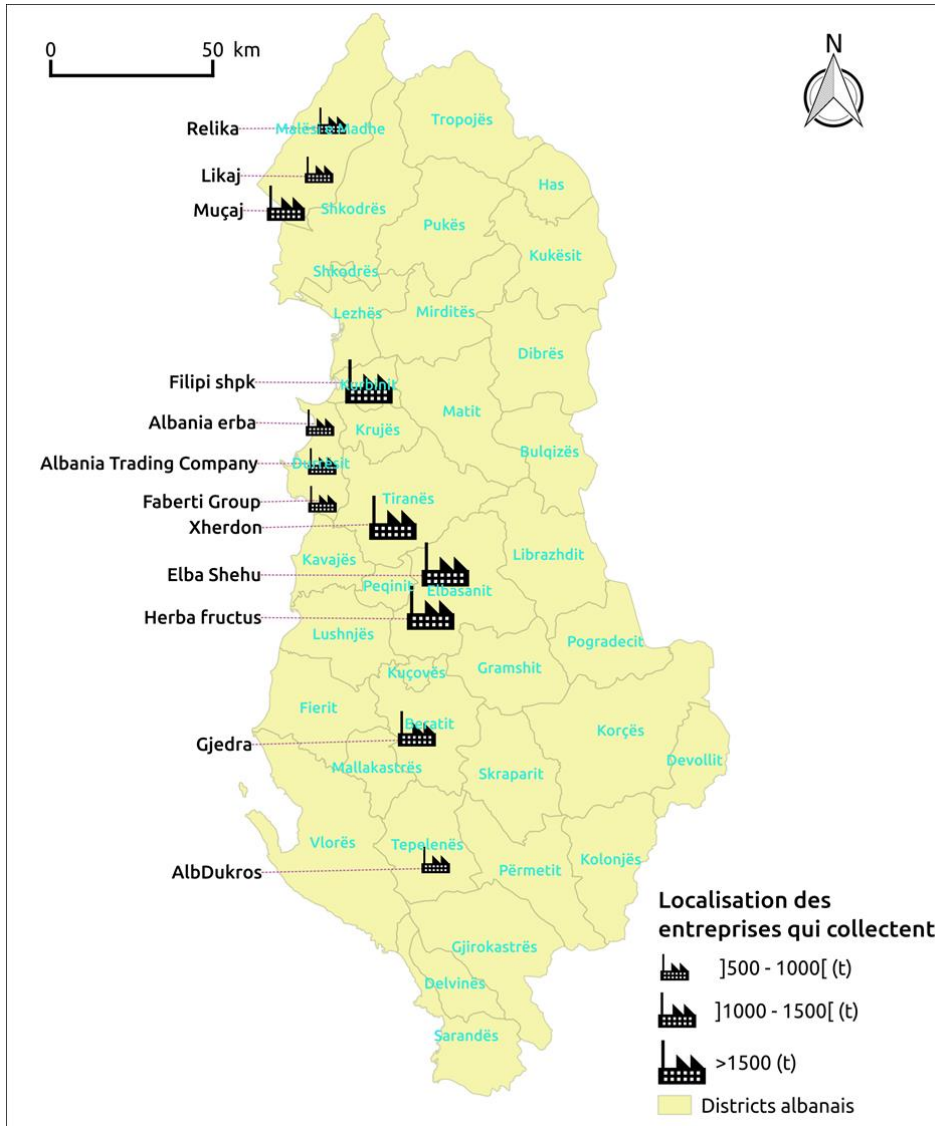 0 50 km
N
Relika
Malësi e Madhe
Tropojës
Likaj
Has
Muçaj
Shkodrës
Pukës
Kukësit
Shkodrës
Lezhës
Mirditës
Dibrës
Filipi shpk
Kurbinit
Matit
Albania erba
Krujës
Bulqizës
Albania Trading Company
Durrësit
Faberti Group
Tiranës
Xherdon
Kavajës
Librazhdit
Elba Shehu
Peqinit
Elbasanit
Herba fructus
Lushnjës
Pogradecit
Gramshit
Kuçovës
Fierit
Beratit
Korçës
Gjedra
Devollit
Mallakastrës
Skraparit
Vlorës
Tepelenës
Kolonjës
AlbDukros
Përmetit
Localisation des
entreprises qui collectent
Gjirokastrës
]500 - 1000[ (t)
Delvinës
]1000 - 1500[ (t)
Sarandës
>1500 (t)
Districts albanais